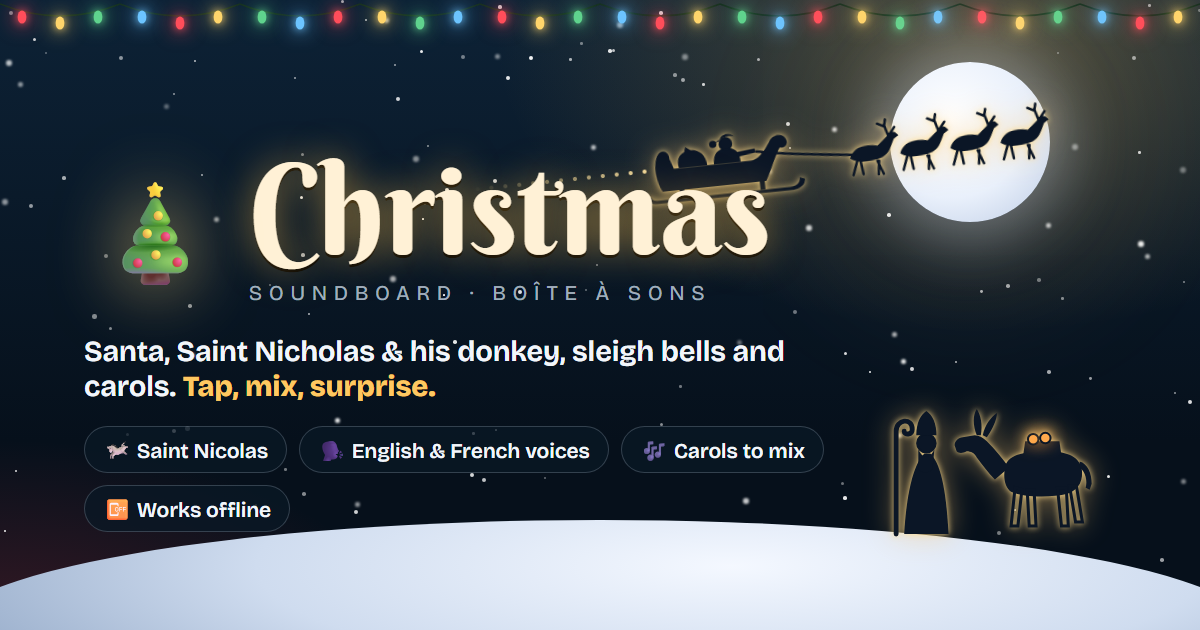 Christmas
SOUNDBOARD · BOÎTE À SONS
Santa, Saint Nicholas & his donkey, sleigh bells and
carols. Tap, mix, surprise.
Saint Nicolas
English & French voices
Carols to mix
OFF
Works offline